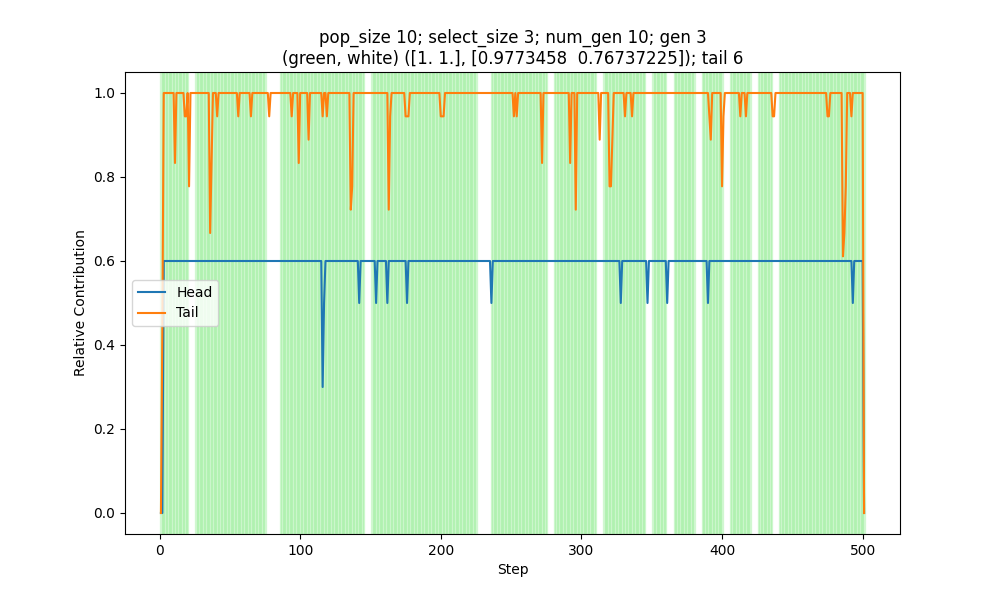 pop_size 10; select_size 3; num_gen 10; gen 3
(green, white) ([1. 1.], [0.9773458  0.76737225]); tail 6
1.0
0.8
0.6
0.4
0.2
0.0
Relative Contribution
Head
Tail
0
100
200
300
400
500
Step